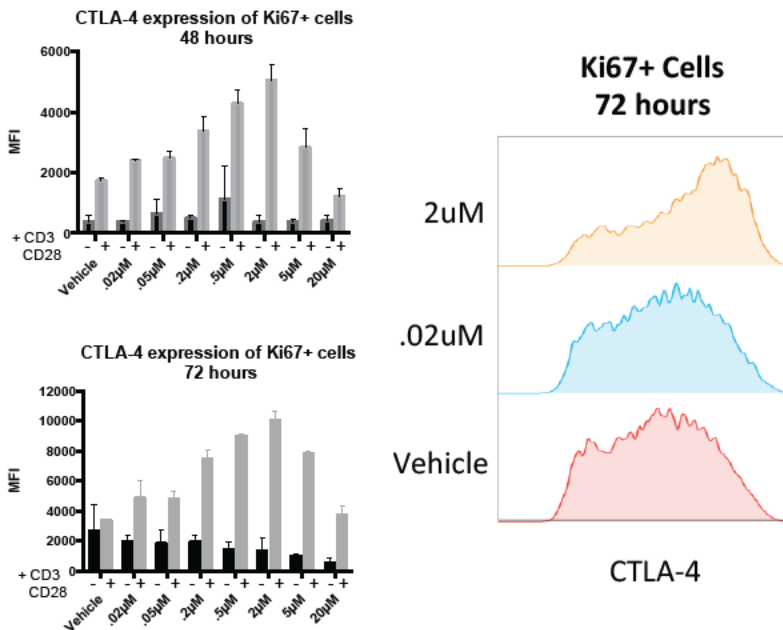 CTLA-4 expression of Ki67+ cells
48 hours
6000
4000
2000
0
MFI
+ CD3
CD28
- + - + - + - + - + - + - + - +
Vehicle .02µM .05µM .2µM .5µM 2µM 5µM 20µM
CTLA-4 expression of Ki67+ cells
72 hours
12000
10000
8000
6000
4000
2000
0
MFI
+ CD3
CD28
- + - + - + - + - + - + - + - +
Vehicle .02µM .05µM .2µM .5µM 2µM 5µM 20µM
Ki67+ Cells
72 hours
2uM
.02uM
Vehicle
CTLA-4